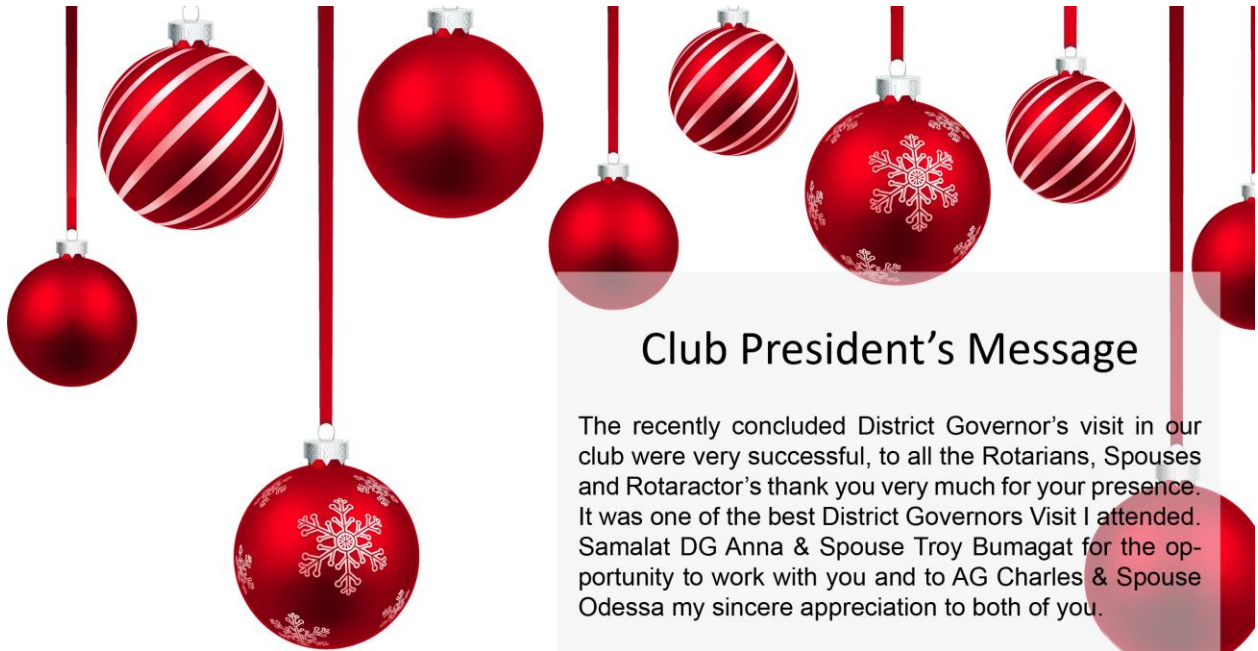 Club President’s Message
The recently concluded District Governor’s visit in our
club were very successful, to all the Rotarians, Spouses
and Rotaractor’s thank you very much for your presence.
It was one of the best District Governors Visit I attended.
Samalat DG Anna & Spouse Troy Bumagat for the op-
portunity to work with you and to AG Charles & Spouse
Odessa my sincere appreciation to both of you.